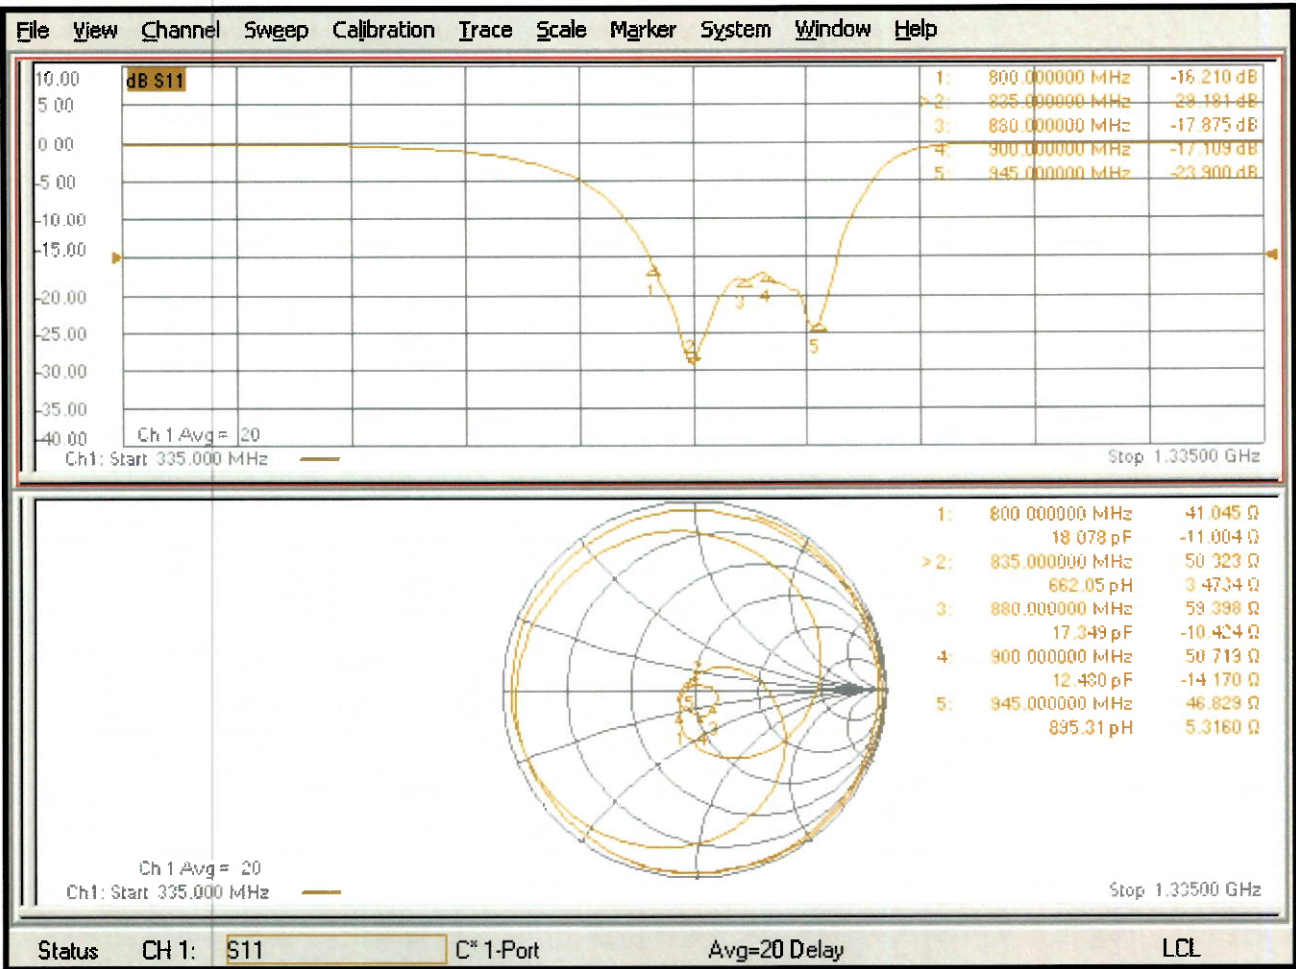 File View Channel Sweep Calibration Trace Scale Marker System Window Help
10.00
dB S11
1: 800.000000 MHz -16.210 dB
5.00
>2: 835.000000 MHz -28.181 dB
3: 880.000000 MHz -17.875 dB
0.00
4: 900.000000 MHz -17.109 dB
-5.00
5: 945.000000 MHz -23.900 dB
-10.00
-15.00
-20.00
-25.00
-30.00
-35.00
-40.00
1
2
3
4
5
Ch 1 Avg = 20
Ch1: Start 335.000 MHz
Stop 1.33500 GHz
1: 800.000000 MHz 41.045 Ω
18.078 pF -11.004 Ω
>2: 835.000000 MHz 50.323 Ω
662.05 pH 3.4734 Ω
3: 880.000000 MHz 59.398 Ω
17.349 pF -10.424 Ω
4: 900.000000 MHz 50.719 Ω
12.480 pF -14.170 Ω
5: 945.000000 MHz 46.829 Ω
895.31 pH 5.3160 Ω
Ch 1 Avg = 20
Ch1: Start 335.000 MHz
Stop 1.33500 GHz
Status CH 1: S11 C* 1-Port Avg=20 Delay LCL